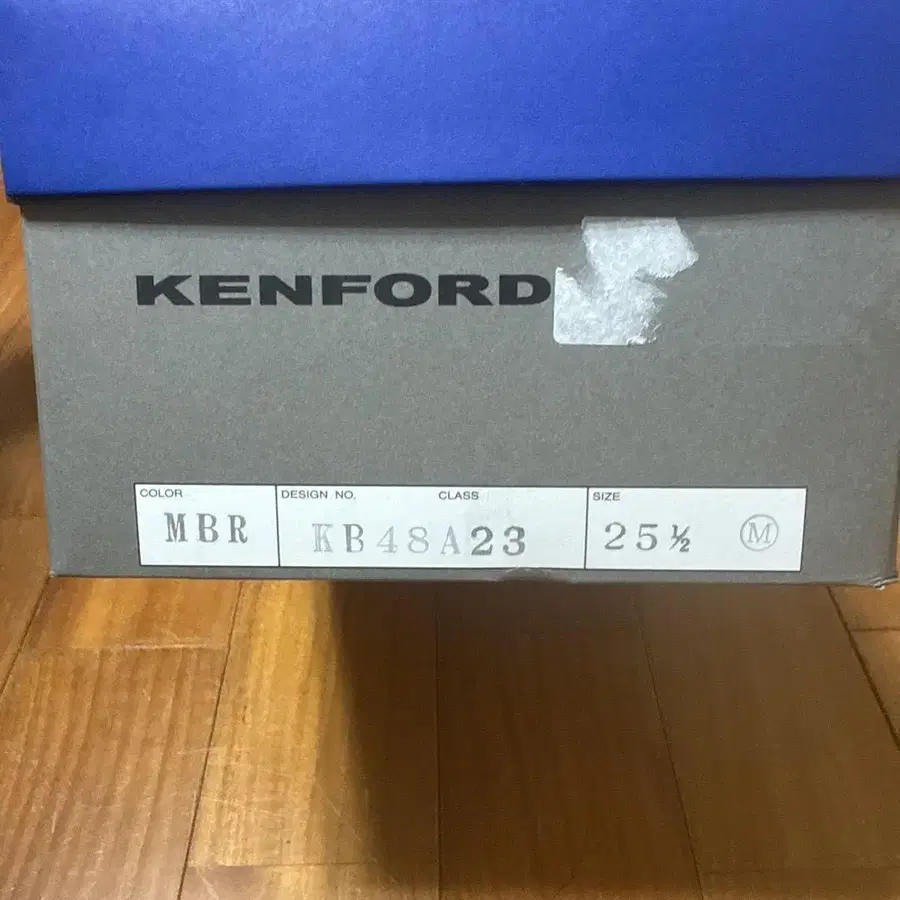 KENFORD
COLOR DESIGN NO. CLASS SIZE
MBR KB48A23 25½ M